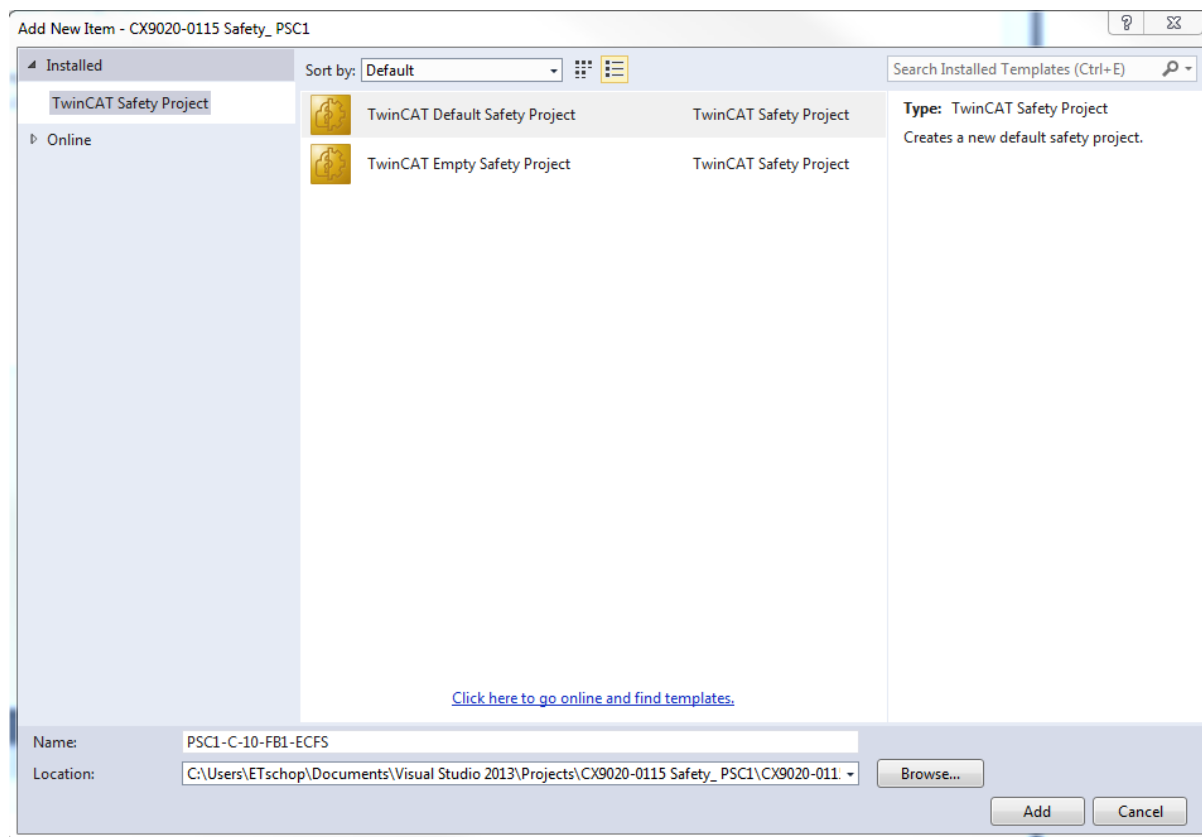 Add New Item - CX9020-0115 Safety_ PSC1
Installed
TwinCAT Safety Project
Online
Sort by: Default
Search Installed Templates (Ctrl+E)
TwinCAT Default Safety Project TwinCAT Safety Project
TwinCAT Empty Safety Project TwinCAT Safety Project
Type: TwinCAT Safety Project
Creates a new default safety project.
Click here to go online and find templates.
Name: PSC1-C-10-FB1-ECFS
Location: C:\Users\ETschop\Documents\Visual Studio 2013\Projects\CX9020-0115 Safety_ PSC1\CX9020-011 Browse...
Add Cancel